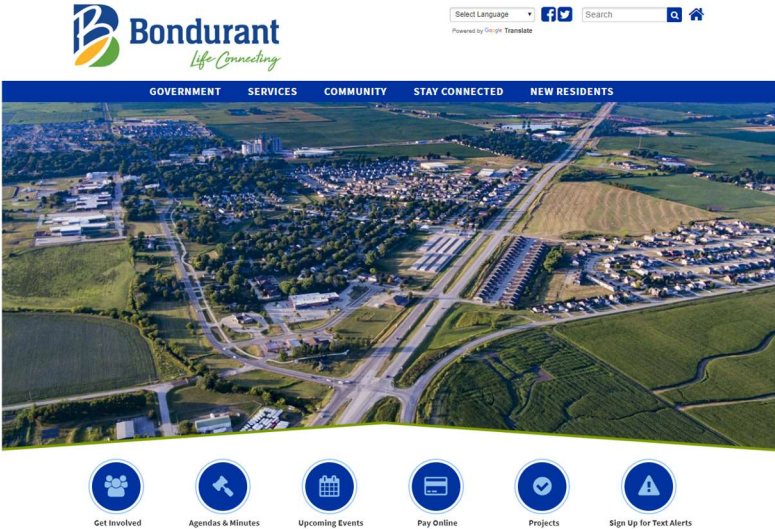 Select Language
Search
Powered by Google Translate
Bondurant
Life Connecting
GOVERNMENT SERVICES COMMUNITY STAY CONNECTED NEW RESIDENTS
Get Involved Agendas & Minutes Upcoming Events Pay Online Projects Sign Up for Text Alerts